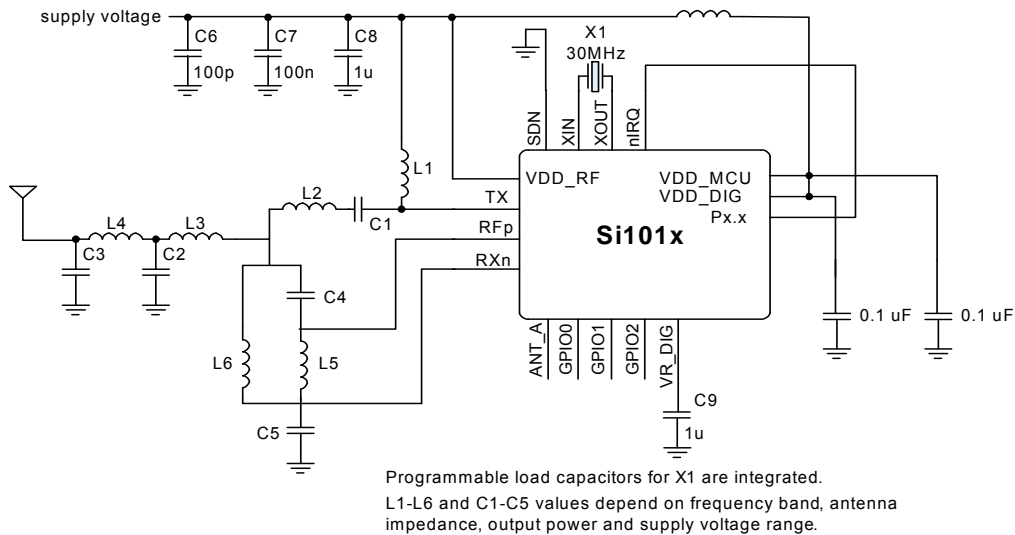 supply voltage
C6
100p
C7
100n
C8
1u
X1
30MHz
SDN
XIN
XOUT
nIRQ
L1
VDD_RF
VDD_MCU
VDD_DIG
Px.x
TX
RFp
RXn
Si101x
L2
C1
L4
L3
C3
C2
C4
L6
L5
C5
0.1 uF
0.1 uF
ANT_A
GPIO0
GPIO1
GPIO2
VR_DIG
C9
1u
Programmable load capacitors for X1 are integrated.
L1-L6 and C1-C5 values depend on frequency band, antenna
impedance, output power and supply voltage range.